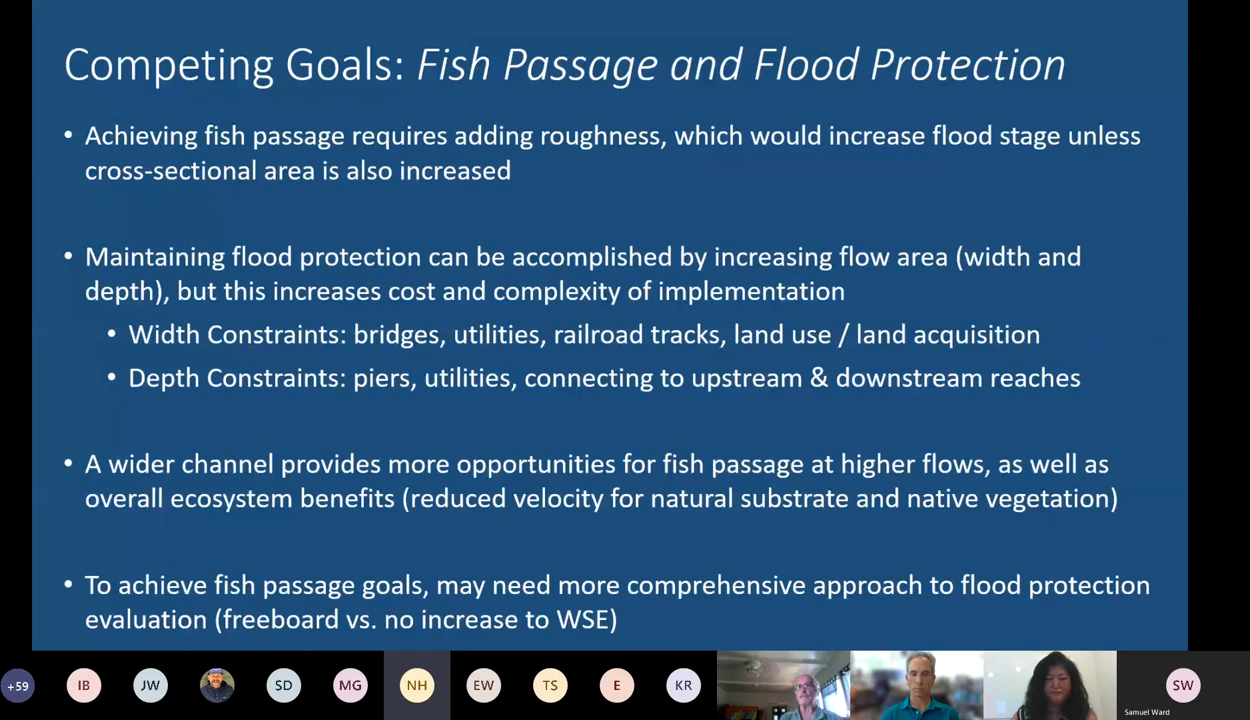 Competing Goals: Fish Passage and Flood Protection
• Achieving fish passage requires adding roughness, which would increase flood stage unless
cross-sectional area is also increased
• Maintaining flood protection can be accomplished by increasing flow area (width and
depth), but this increases cost and complexity of implementation
• Width Constraints: bridges, utilities, railroad tracks, land use / land acquisition
• Depth Constraints: piers, utilities, connecting to upstream & downstream reaches
• A wider channel provides more opportunities for fish passage at higher flows, as well as
overall ecosystem benefits (reduced velocity for natural substrate and native vegetation)
• To achieve fish passage goals, may need more comprehensive approach to flood protection
evaluation (freeboard vs. no increase to WSE)
+59 IB JW SD MG NH EW TS E KR SW
Samuel Ward